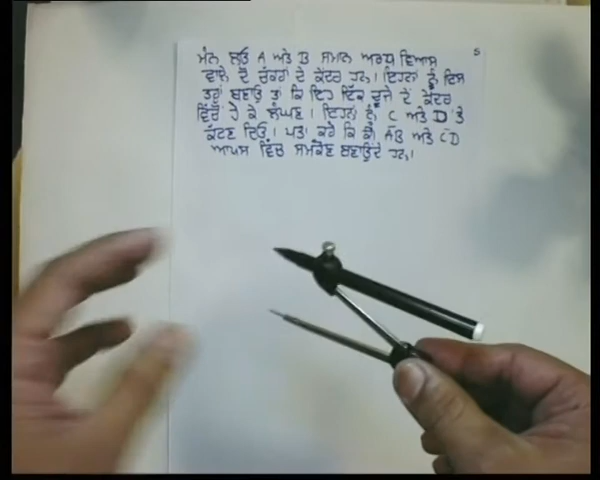 5
ਮੰਨ ਲਓ A ਅਤੇ B ਸਮਾਨ ਅਰਧ ਵਿਆਸ
ਵਾਲੇ ਦੋ ਚੱਕਰਾਂ ਦੇ ਕੇਂਦਰ ਹਨ। ਇਹਨਾਂ ਨੂੰ ਇਸ
ਤਰਾਂ ਬਣਾਓ ਤਾਂ ਕਿ ਇਹ ਇੱਕ ਦੂਜੇ ਦੇ ਕੇਂਦਰ
ਵਿੱਚੋਂ ਹੋ ਕੇ ਲੰਘਣ। ਇਹਨਾਂ ਨੂੰ C ਅਤੇ D ਤੇ
ਕੱਟਣ ਦਿਓ। ਪਤਾ ਕਰੋ ਕਿ ਕੀ AB ਅਤੇ CD
ਆਪਸ ਵਿੱਚ ਸਮਕੋਣ ਬਣਾਉਂਦੇ ਹਨ।